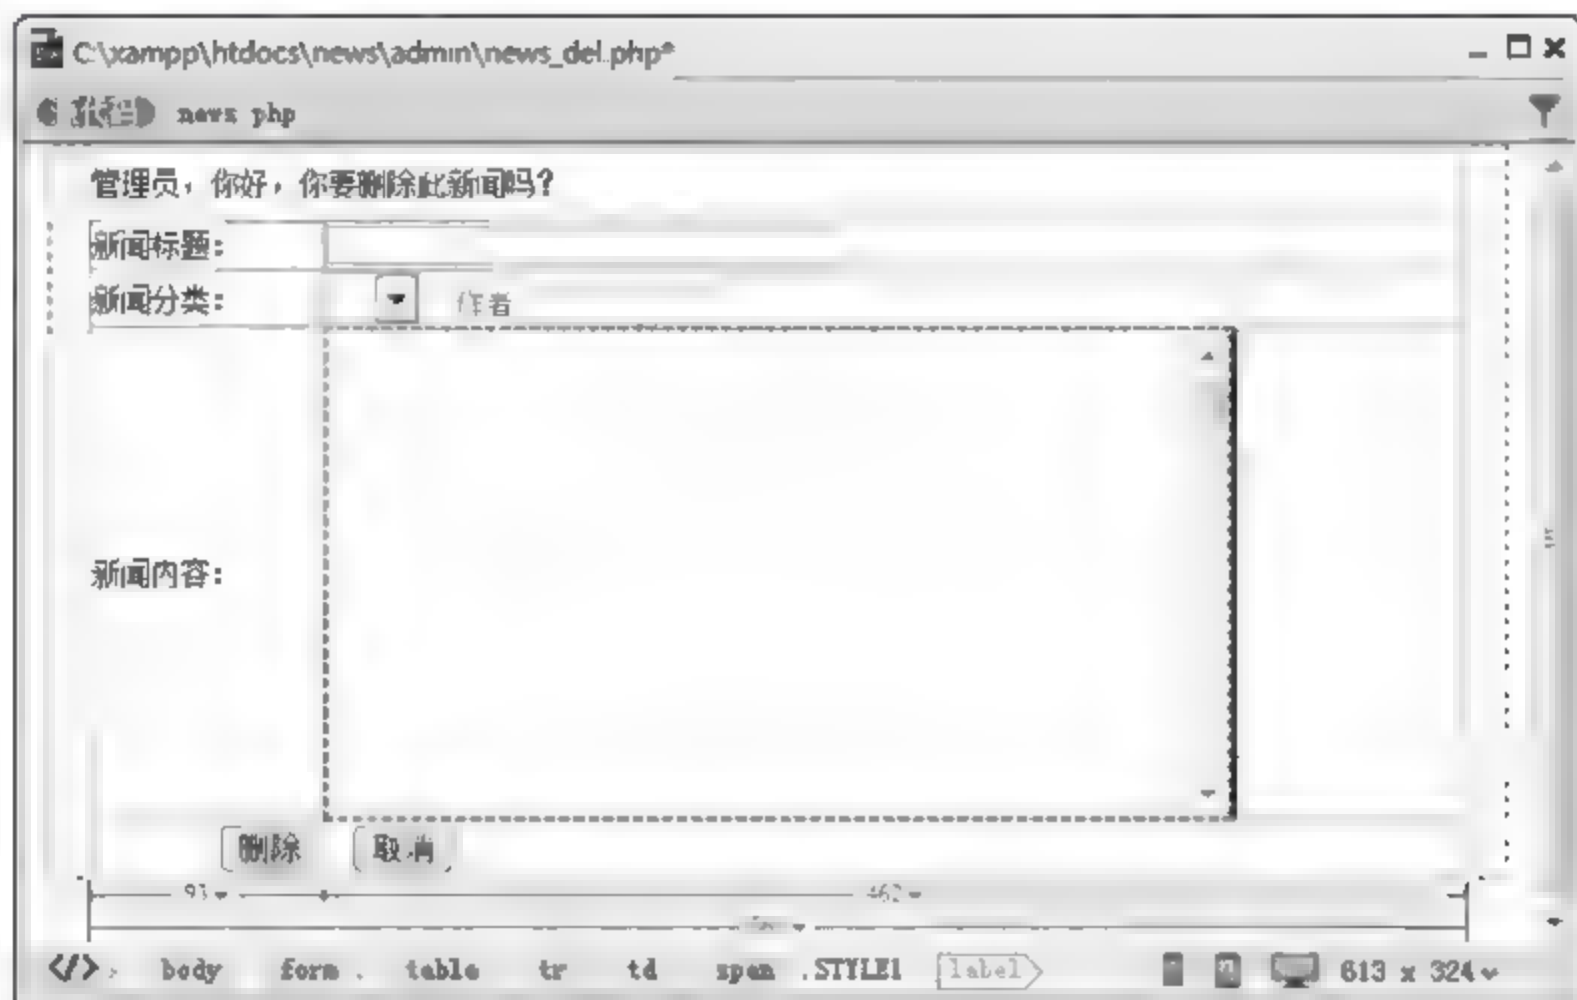 C:\xampp\htdocs\news\admin\news_del.php*
news php
管理员，你好，你要删除此新闻吗？
新闻标题：
新闻分类： 作者
新闻内容：
删除 取消
93 462
</> body form table tr td span .STYLE1 label 613 x 324